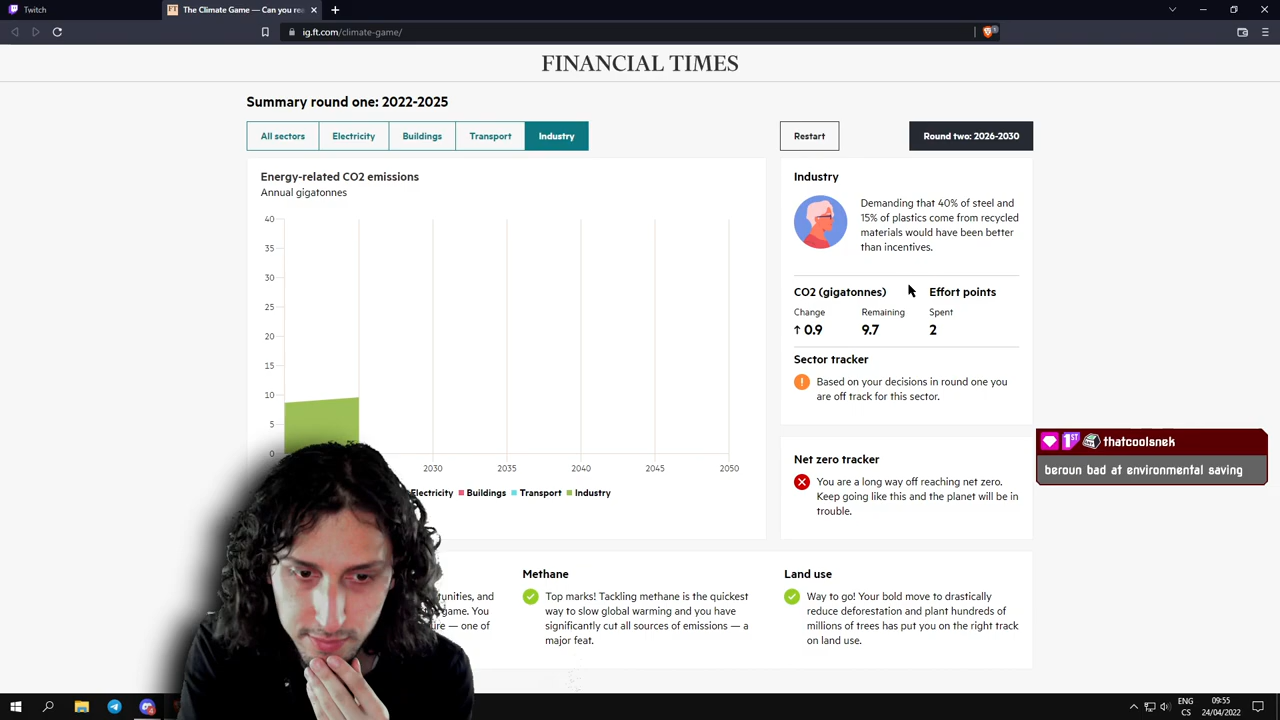 Twitch
The Climate Game — Can you rea
ig.ft.com/climate-game/
FINANCIAL TIMES
Summary round one: 2022-2025
All sectors
Electricity
Buildings
Transport
Industry
Restart
Round two: 2026-2030
Energy-related CO2 emissions
Annual gigatonnes
40
35
30
25
20
15
10
5
0
2030
2035
2040
2045
2050
Electricity
Buildings
Transport
Industry
Industry
Demanding that 40% of steel and
15% of plastics come from recycled
materials would have been better
than incentives.
CO2 (gigatonnes)
Effort points
Change
Remaining
Spent
↑ 0.9
9.7
2
Sector tracker
Based on your decisions in round one you
are off track for this sector.
Net zero tracker
You are a long way off reaching net zero.
Keep going like this and the planet will be in
trouble.
1ST
thatcoolsnek
beroun bad at environmental saving
and
game. You
one of
Methane
Top marks! Tackling methane is the quickest
way to slow global warming and you have
significantly cut all sources of emissions — a
major feat.
Land use
Way to go! Your bold move to drastically
reduce deforestation and plant hundreds of
millions of trees has put you on the right track
on land use.
ENG
CS
09:55
24/04/2022